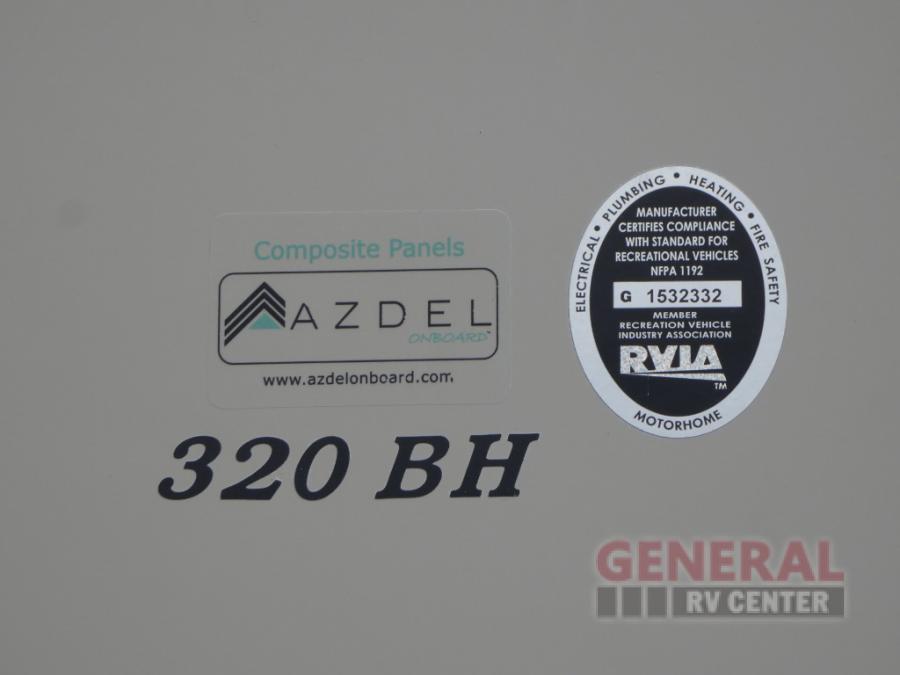 Composite Panels
AZDEL
ONBOARD™
www.azdelonboard.com
ELECTRICAL • PLUMBING • HEATING • FIRE SAFETY
MANUFACTURER
CERTIFIES COMPLIANCE
WITH STANDARD FOR
RECREATIONAL VEHICLES
NFPA 1192
G 1532332
MEMBER
RECREATION VEHICLE
INDUSTRY ASSOCIATION
RVIA
TM
MOTORHOME
320 BH
GENERAL
RV CENTER